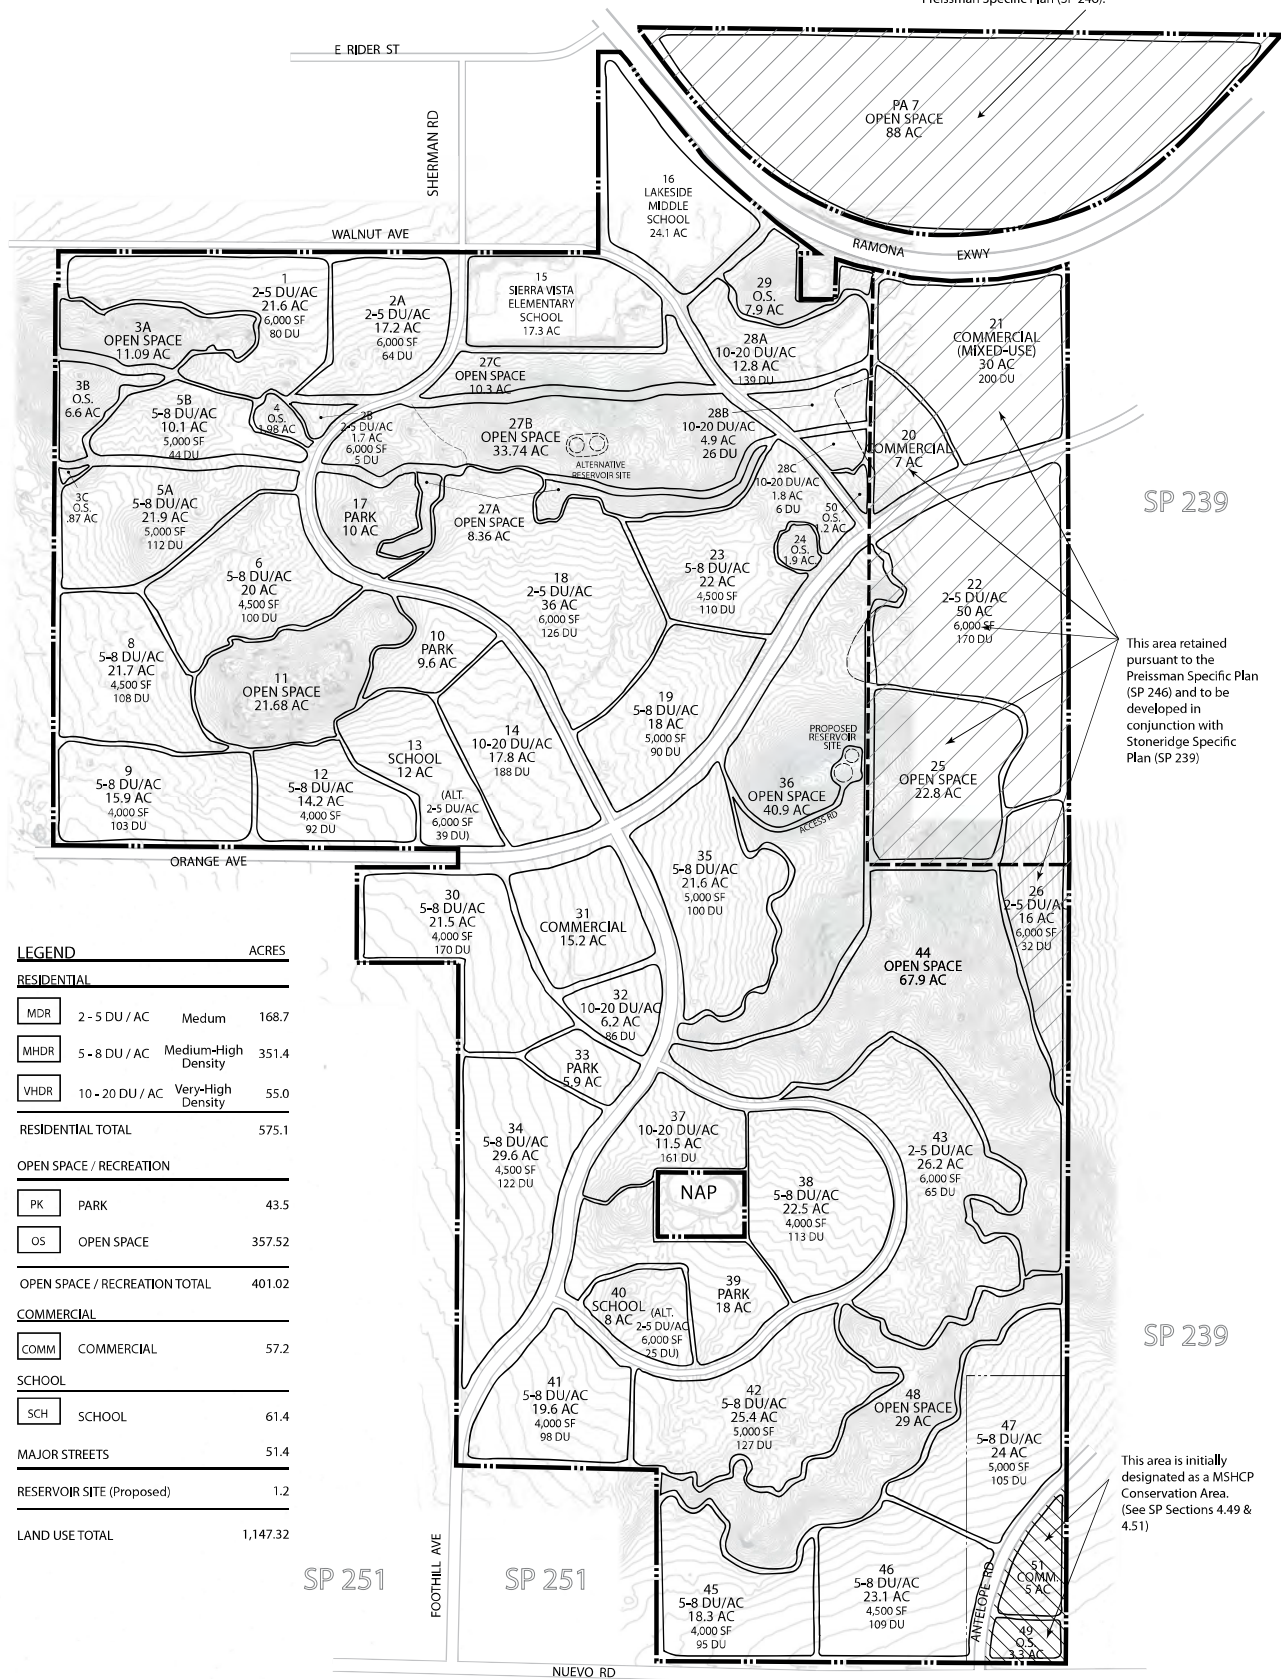 Preissman Specific Plan (SP 246).
E RIDER ST
SHERMAN RD
WALNUT AVE
RAMONA EXWY
PA 7
OPEN SPACE
88 AC
16
LAKESIDE
MIDDLE
SCHOOL
24.1 AC
1
2-5 DU/AC
21.6 AC
6,000 SF
80 DU
2A
2-5 DU/AC
17.2 AC
6,000 SF
64 DU
15
SIERRA VISTA
ELEMENTARY
SCHOOL
17.3 AC
29
O.S.
7.9 AC
21
COMMERCIAL
(MIXED-USE)
30 AC
200 DU
3A
OPEN SPACE
11.09 AC
28A
10-20 DU/AC
12.8 AC
139 DU
27C
OPEN SPACE
10.3 AC
3B
O.S.
6.6 AC
5B
5-8 DU/AC
10.1 AC
5,000 SF
44 DU
4
O.S.
1.98 AC
2B
2-5 DU/AC
1.7 AC
6,000 SF
5 DU
27B
OPEN SPACE
33.74 AC
ALTERNATIVE
RESERVOIR SITE
28B
10-20 DU/AC
4.9 AC
26 DU
20
COMMERCIAL
7 AC
28C
10-20 DU/AC
1.8 AC
6 DU
50
O.S.
1.2 AC
3C
O.S.
.87 AC
5A
5-8 DU/AC
21.9 AC
5,000 SF
112 DU
17
PARK
10 AC
27A
OPEN SPACE
8.36 AC
24
O.S.
1.9 AC
SP 239
6
5-8 DU/AC
20 AC
4,500 SF
100 DU
18
2-5 DU/AC
36 AC
6,000 SF
126 DU
23
5-8 DU/AC
22 AC
4,500 SF
110 DU
22
2-5 DU/AC
50 AC
6,000 SF
170 DU
8
5-8 DU/AC
21.7 AC
4,500 SF
108 DU
10
PARK
9.6 AC
11
OPEN SPACE
21.68 AC
19
5-8 DU/AC
18 AC
5,000 SF
90 DU
This area retained
pursuant to the
Preissman Specific Plan
(SP 246) and to be
developed in
conjunction with
Stoneridge Specific
Plan (SP 239)
13
SCHOOL
12 AC
(ALT.
2-5 DU/AC
6,000 SF
39 DU)
14
10-20 DU/AC
17.8 AC
188 DU
PROPOSED
RESERVOIR
SITE
9
5-8 DU/AC
15.9 AC
4,000 SF
103 DU
12
5-8 DU/AC
14.2 AC
4,000 SF
92 DU
36
OPEN SPACE
40.9 AC
ACCESS RD
25
OPEN SPACE
22.8 AC
ORANGE AVE
30
5-8 DU/AC
21.5 AC
4,000 SF
170 DU
31
COMMERCIAL
15.2 AC
35
5-8 DU/AC
21.6 AC
5,000 SF
100 DU
26
2-5 DU/AC
16 AC
6,000 SF
32 DU
44
OPEN SPACE
67.9 AC
32
10-20 DU/AC
6.2 AC
86 DU
33
PARK
5.9 AC
34
5-8 DU/AC
29.6 AC
4,500 SF
122 DU
37
10-20 DU/AC
11.5 AC
161 DU
NAP
38
5-8 DU/AC
22.5 AC
4,000 SF
113 DU
43
2-5 DU/AC
26.2 AC
6,000 SF
65 DU
39
PARK
18 AC
40
SCHOOL
8 AC
(ALT.
2-5 DU/AC
6,000 SF
25 DU)
SP 239
41
5-8 DU/AC
19.6 AC
4,000 SF
98 DU
42
5-8 DU/AC
25.4 AC
5,000 SF
127 DU
48
OPEN SPACE
29 AC
47
5-8 DU/AC
24 AC
5,000 SF
105 DU
This area is initially
designated as a MSHCP
Conservation Area.
(See SP Sections 4.49 &
4.51)
45
5-8 DU/AC
18.3 AC
4,000 SF
95 DU
46
5-8 DU/AC
23.1 AC
4,500 SF
109 DU
51
COMM.
5 AC
49
O.S.
3.3 AC
ANTELOPE RD
FOOTHILL AVE
SP 251
SP 251
NUEVO RD
LEGEND ACRES
RESIDENTIAL
MDR 2 - 5 DU / AC Medum 168.7
MHDR 5 - 8 DU / AC Medium-High Density 351.4
VHDR 10 - 20 DU / AC Very-High Density 55.0
RESIDENTIAL TOTAL 575.1
OPEN SPACE / RECREATION
PK PARK 43.5
OS OPEN SPACE 357.52
OPEN SPACE / RECREATION TOTAL 401.02
COMMERCIAL
COMM COMMERCIAL 57.2
SCHOOL
SCH SCHOOL 61.4
MAJOR STREETS 51.4
RESERVOIR SITE (Proposed) 1.2
LAND USE TOTAL 1,147.32